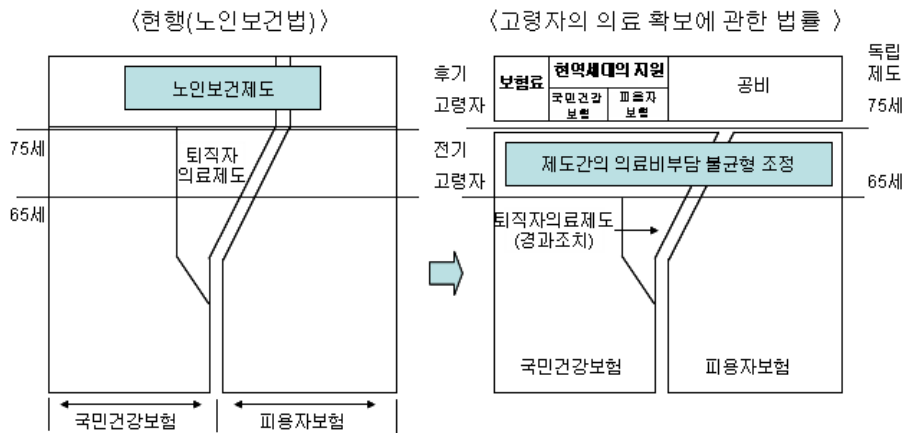 〈현행(노인보건법)〉
노인보건제도
75세
퇴직자
의료제도
65세
국민건강보험
피용자보험
〈고령자의 의료 확보에 관한 법률 〉
후기
고령자
보험료
현역세대의 지원
국민건강
보험
피용자
보험
공비
독립
제도
75세
전기
고령자
제도간의 의료비부담 불균형 조정
65세
퇴직자의료제도
(경과조치)
국민건강보험
피용자보험